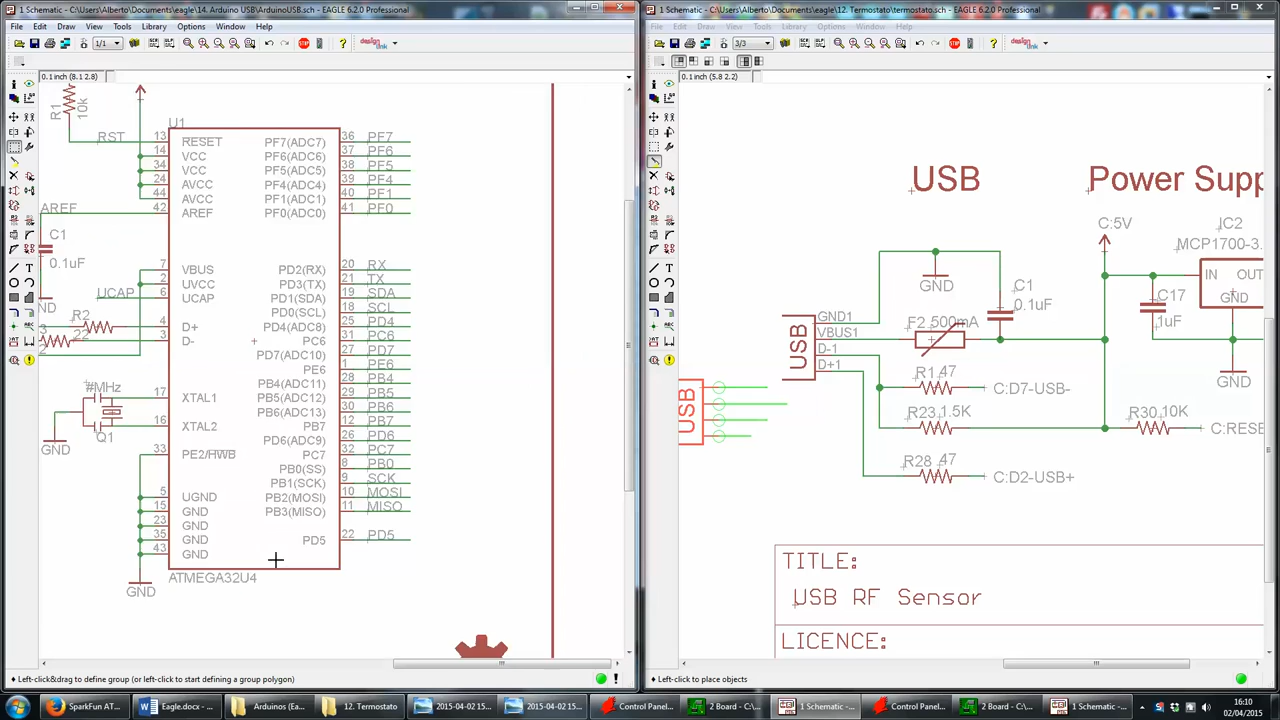 1 Schematic - C:\Users\Alberto\Documents\eagle\14. Arduino USB\ArduinoUSB.sch - EAGLE 6.2.0 Professional
File Edit Draw View Tools Library Options Window Help
1/1
design link
0.1 inch (8.1 2.8)
R1
10k
RST
AREF
C1
0.1uF
ND
UCAP
R2
3
22
2
#MHz
Q1
GND
GND
U1
13 RESET
14 VCC
34 VCC
24 AVCC
44 AVCC
42 AREF
7 VBUS
2 UVCC
6 UCAP
4 D+
3 D-
17 XTAL1
16 XTAL2
33 PE2/HWB
5 UGND
15 GND
23 GND
35 GND
43 GND
PF7(ADC7) 36 PF7
PF6(ADC6) 37 PF6
PF5(ADC5) 38 PF5
PF4(ADC4) 39 PF4
PF1(ADC1) 40 PF1
PF0(ADC0) 41 PF0
PD2(RX) 20 RX
PD3(TX) 21 TX
PD1(SDA) 19 SDA
PD0(SCL) 18 SCL
PD4(ADC8) 25 PD4
PC6 31 PC6
PD7(ADC10) 27 PD7
PE6 1 PE6
PB4(ADC11) 28 PB4
PB5(ADC12) 29 PB5
PB6(ADC13) 30 PB6
PB7 12 PB7
PD6(ADC9) 26 PD6
PC7 32 PC7
PB0(SS) 8 PB0
PB1(SCK) 9 SCK
PB2(MOSI) 10 MOSI
PB3(MISO) 11 MISO
PD5 22 PD5
ATMEGA32U4
Left-click&drag to define group (or left-click to start defining a group polygon)
1 Schematic - C:\Users\Alberto\Documents\eagle\12. Termostato\termostato.sch - EAGLE 6.2.0 Professional
File Edit Draw View Tools Library Options Window Help
3/3
design link
0.1 inch (5.8 2.2)
USB
Power Supp
C:5V
IC2
MCP1700-3.
IN OUT
GND
GND
C1
0.1uF
C17
1uF
USB
GND1
VBUS1
D-1
D+1
F2 500mA
GND
R1 47
C:D7-USB-
R23 1.5K
R30 10K
C:RESE
R28 47
C:D2-USB+
USB
TITLE:
USB RF Sensor
LICENCE:
Left-click to place objects
SparkFun AT...
Eagle.docx - ...
Arduinos (Ea...
12. Termostato
2015-04-02 15...
2015-04-02 15...
Control Panel...
2 Board - C:\...
1 Schematic -...
Control Panel...
2 Board - C:\...
1 Schematic -...
16:10
02/04/2015